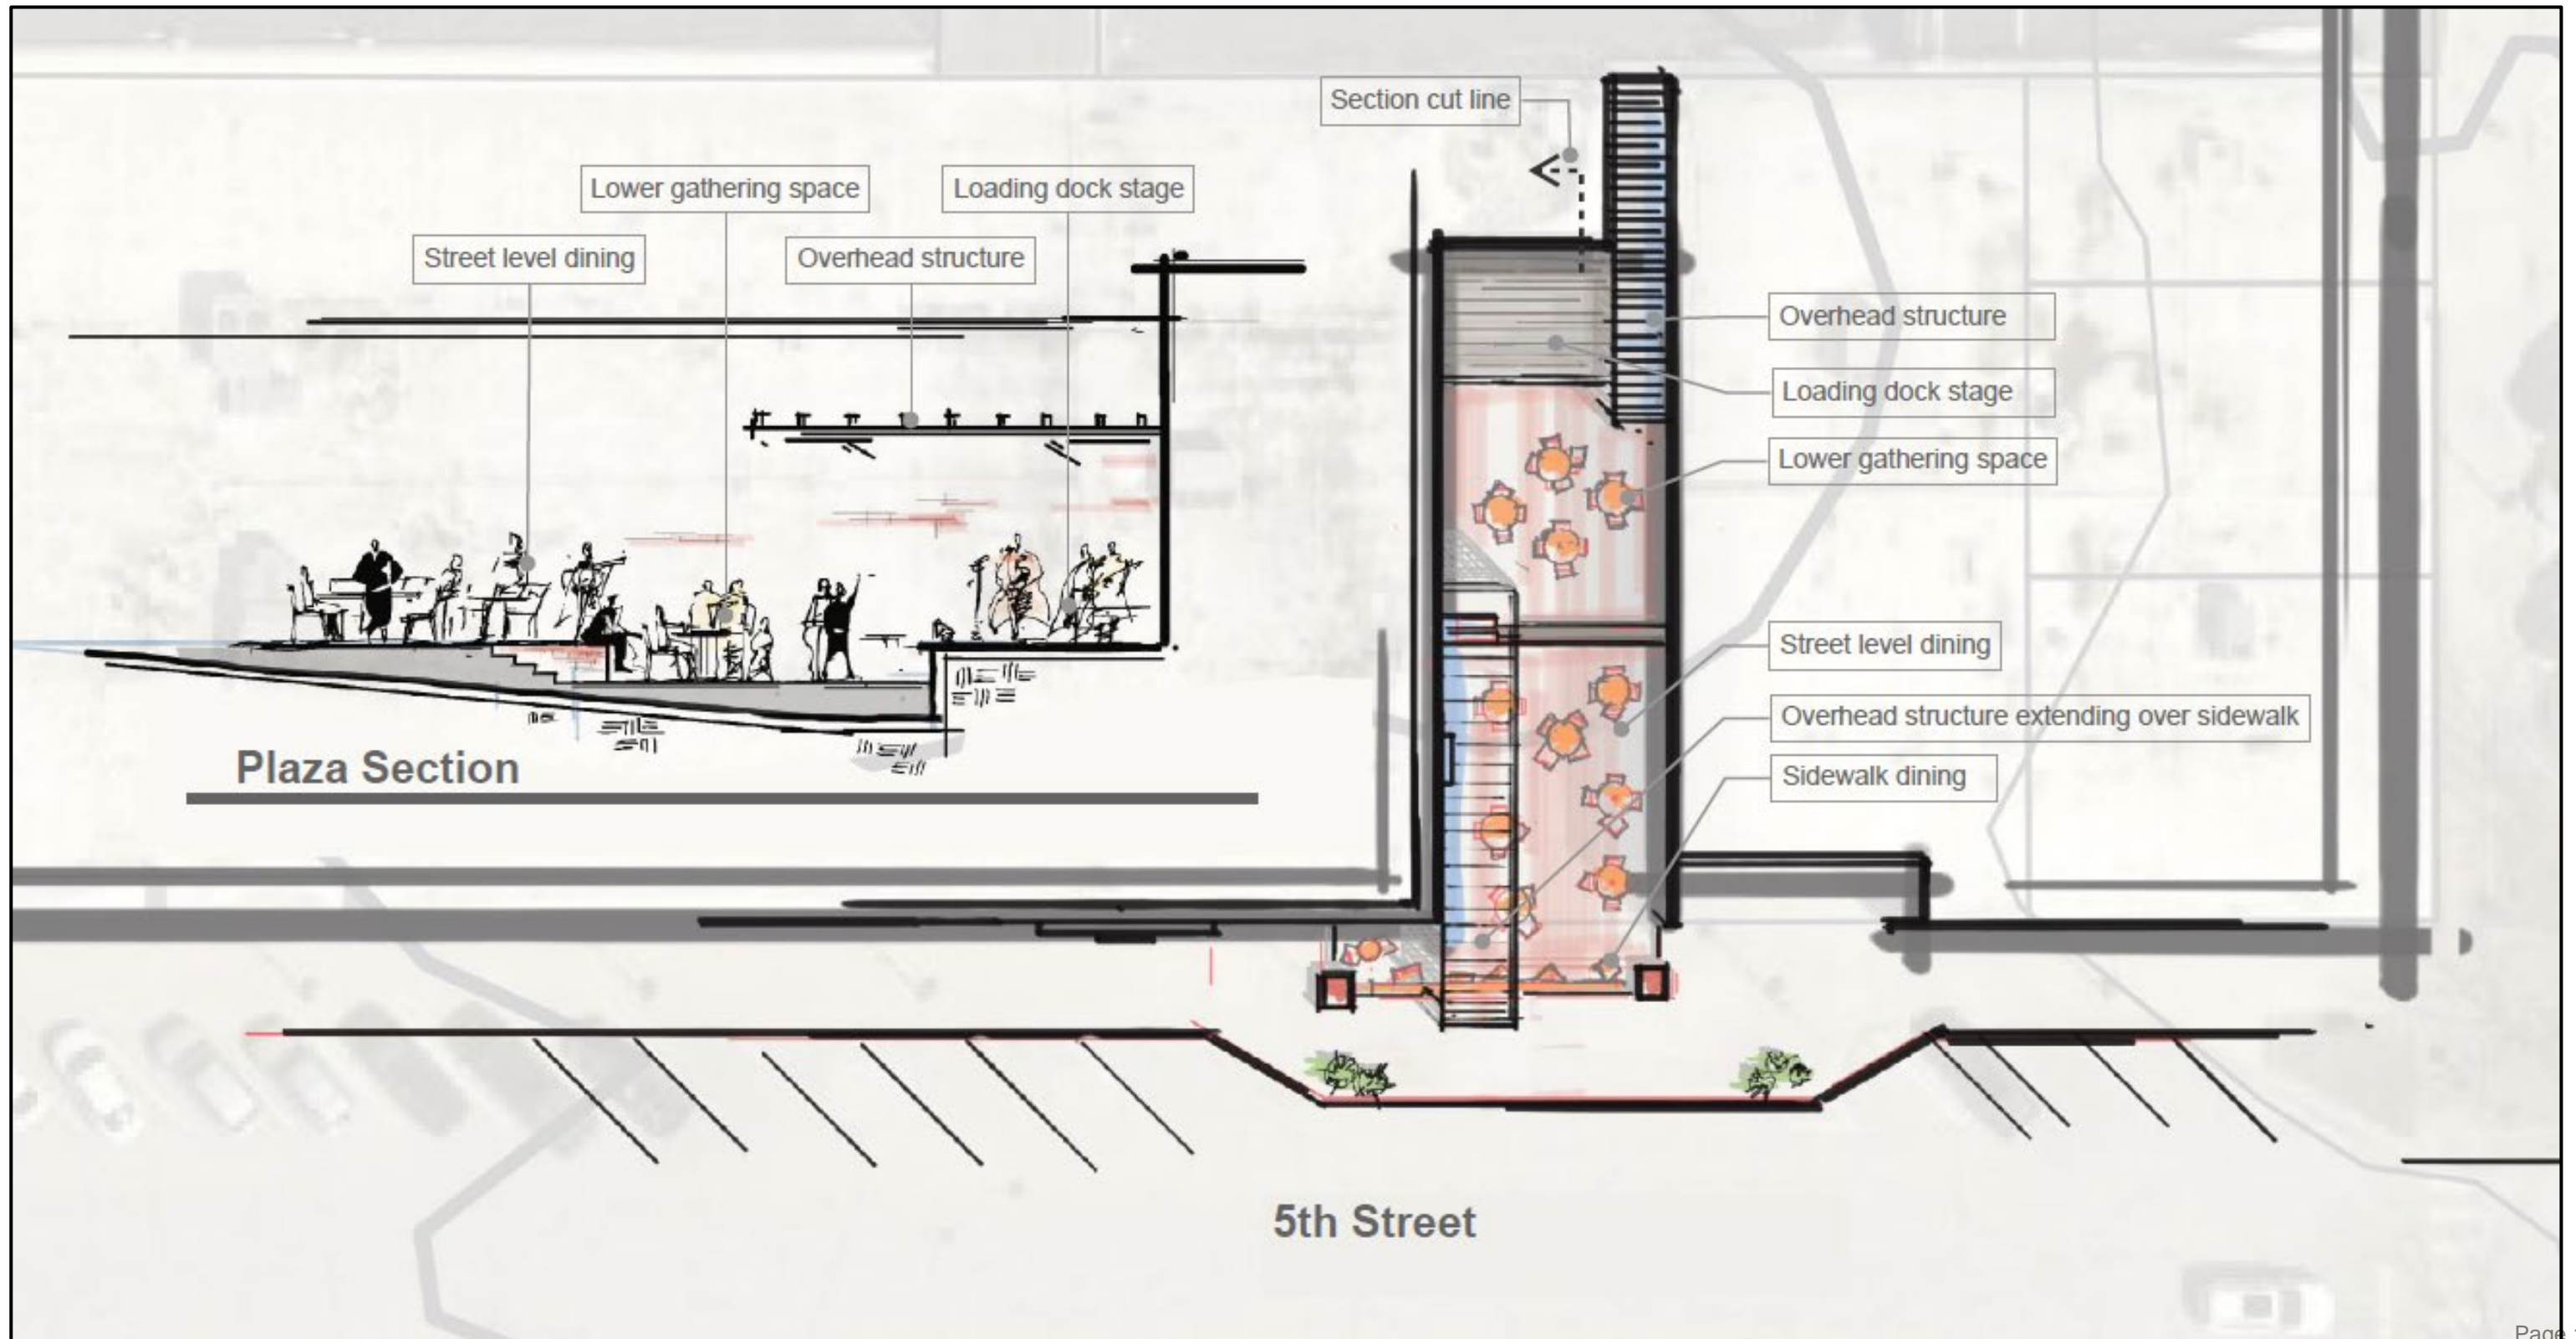 Section cut line
Lower gathering space
Loading dock stage
Street level dining
Overhead structure
Overhead structure
Loading dock stage
Lower gathering space
Street level dining
Overhead structure extending over sidewalk
Sidewalk dining
Plaza Section
5th Street
Page